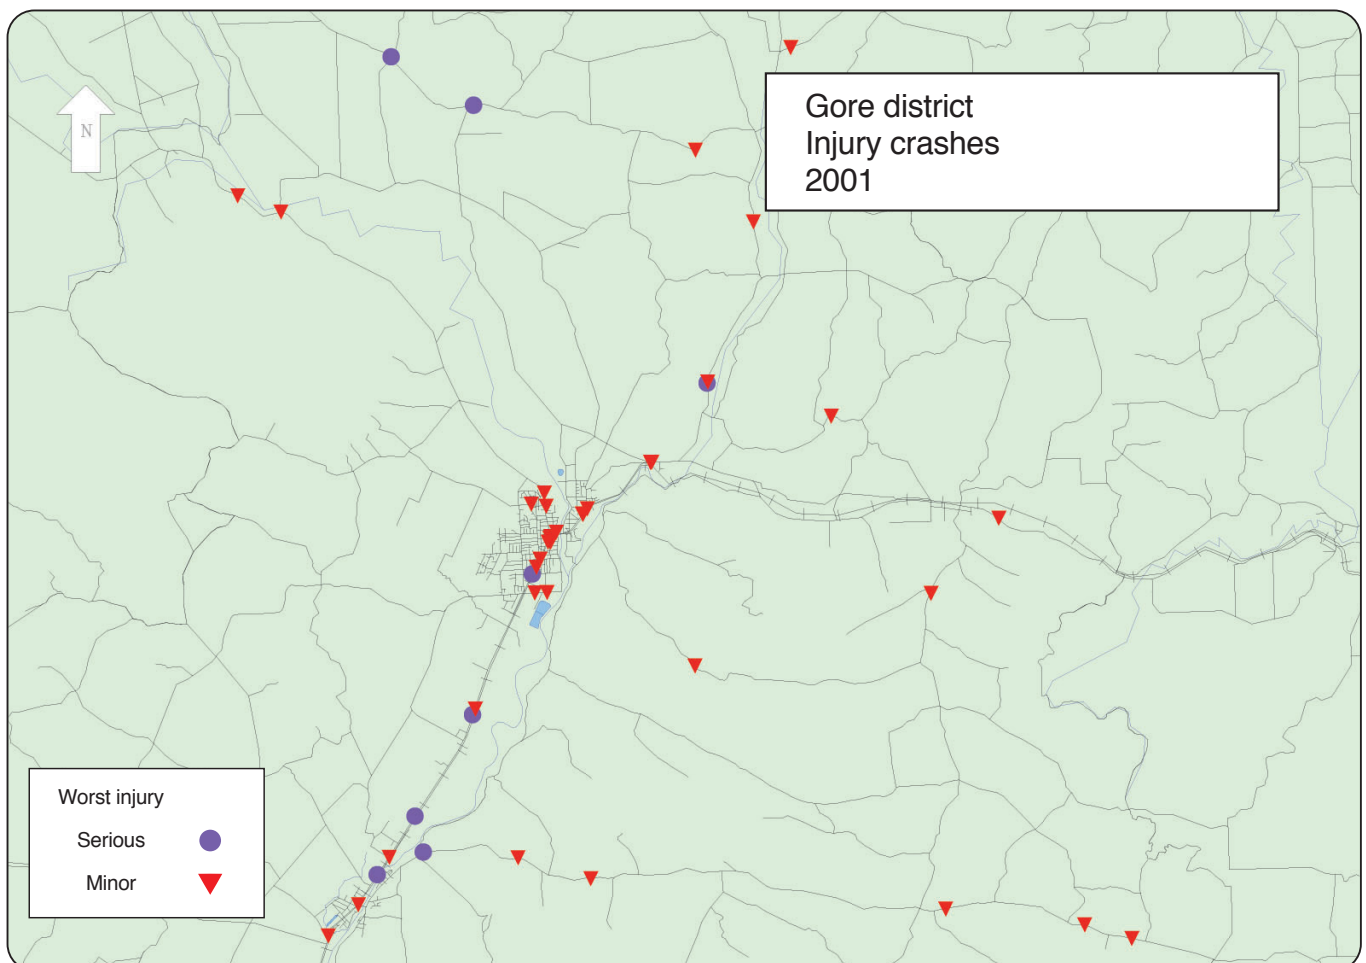 N
Gore district
Injury crashes
2001
Worst injury
Serious
Minor